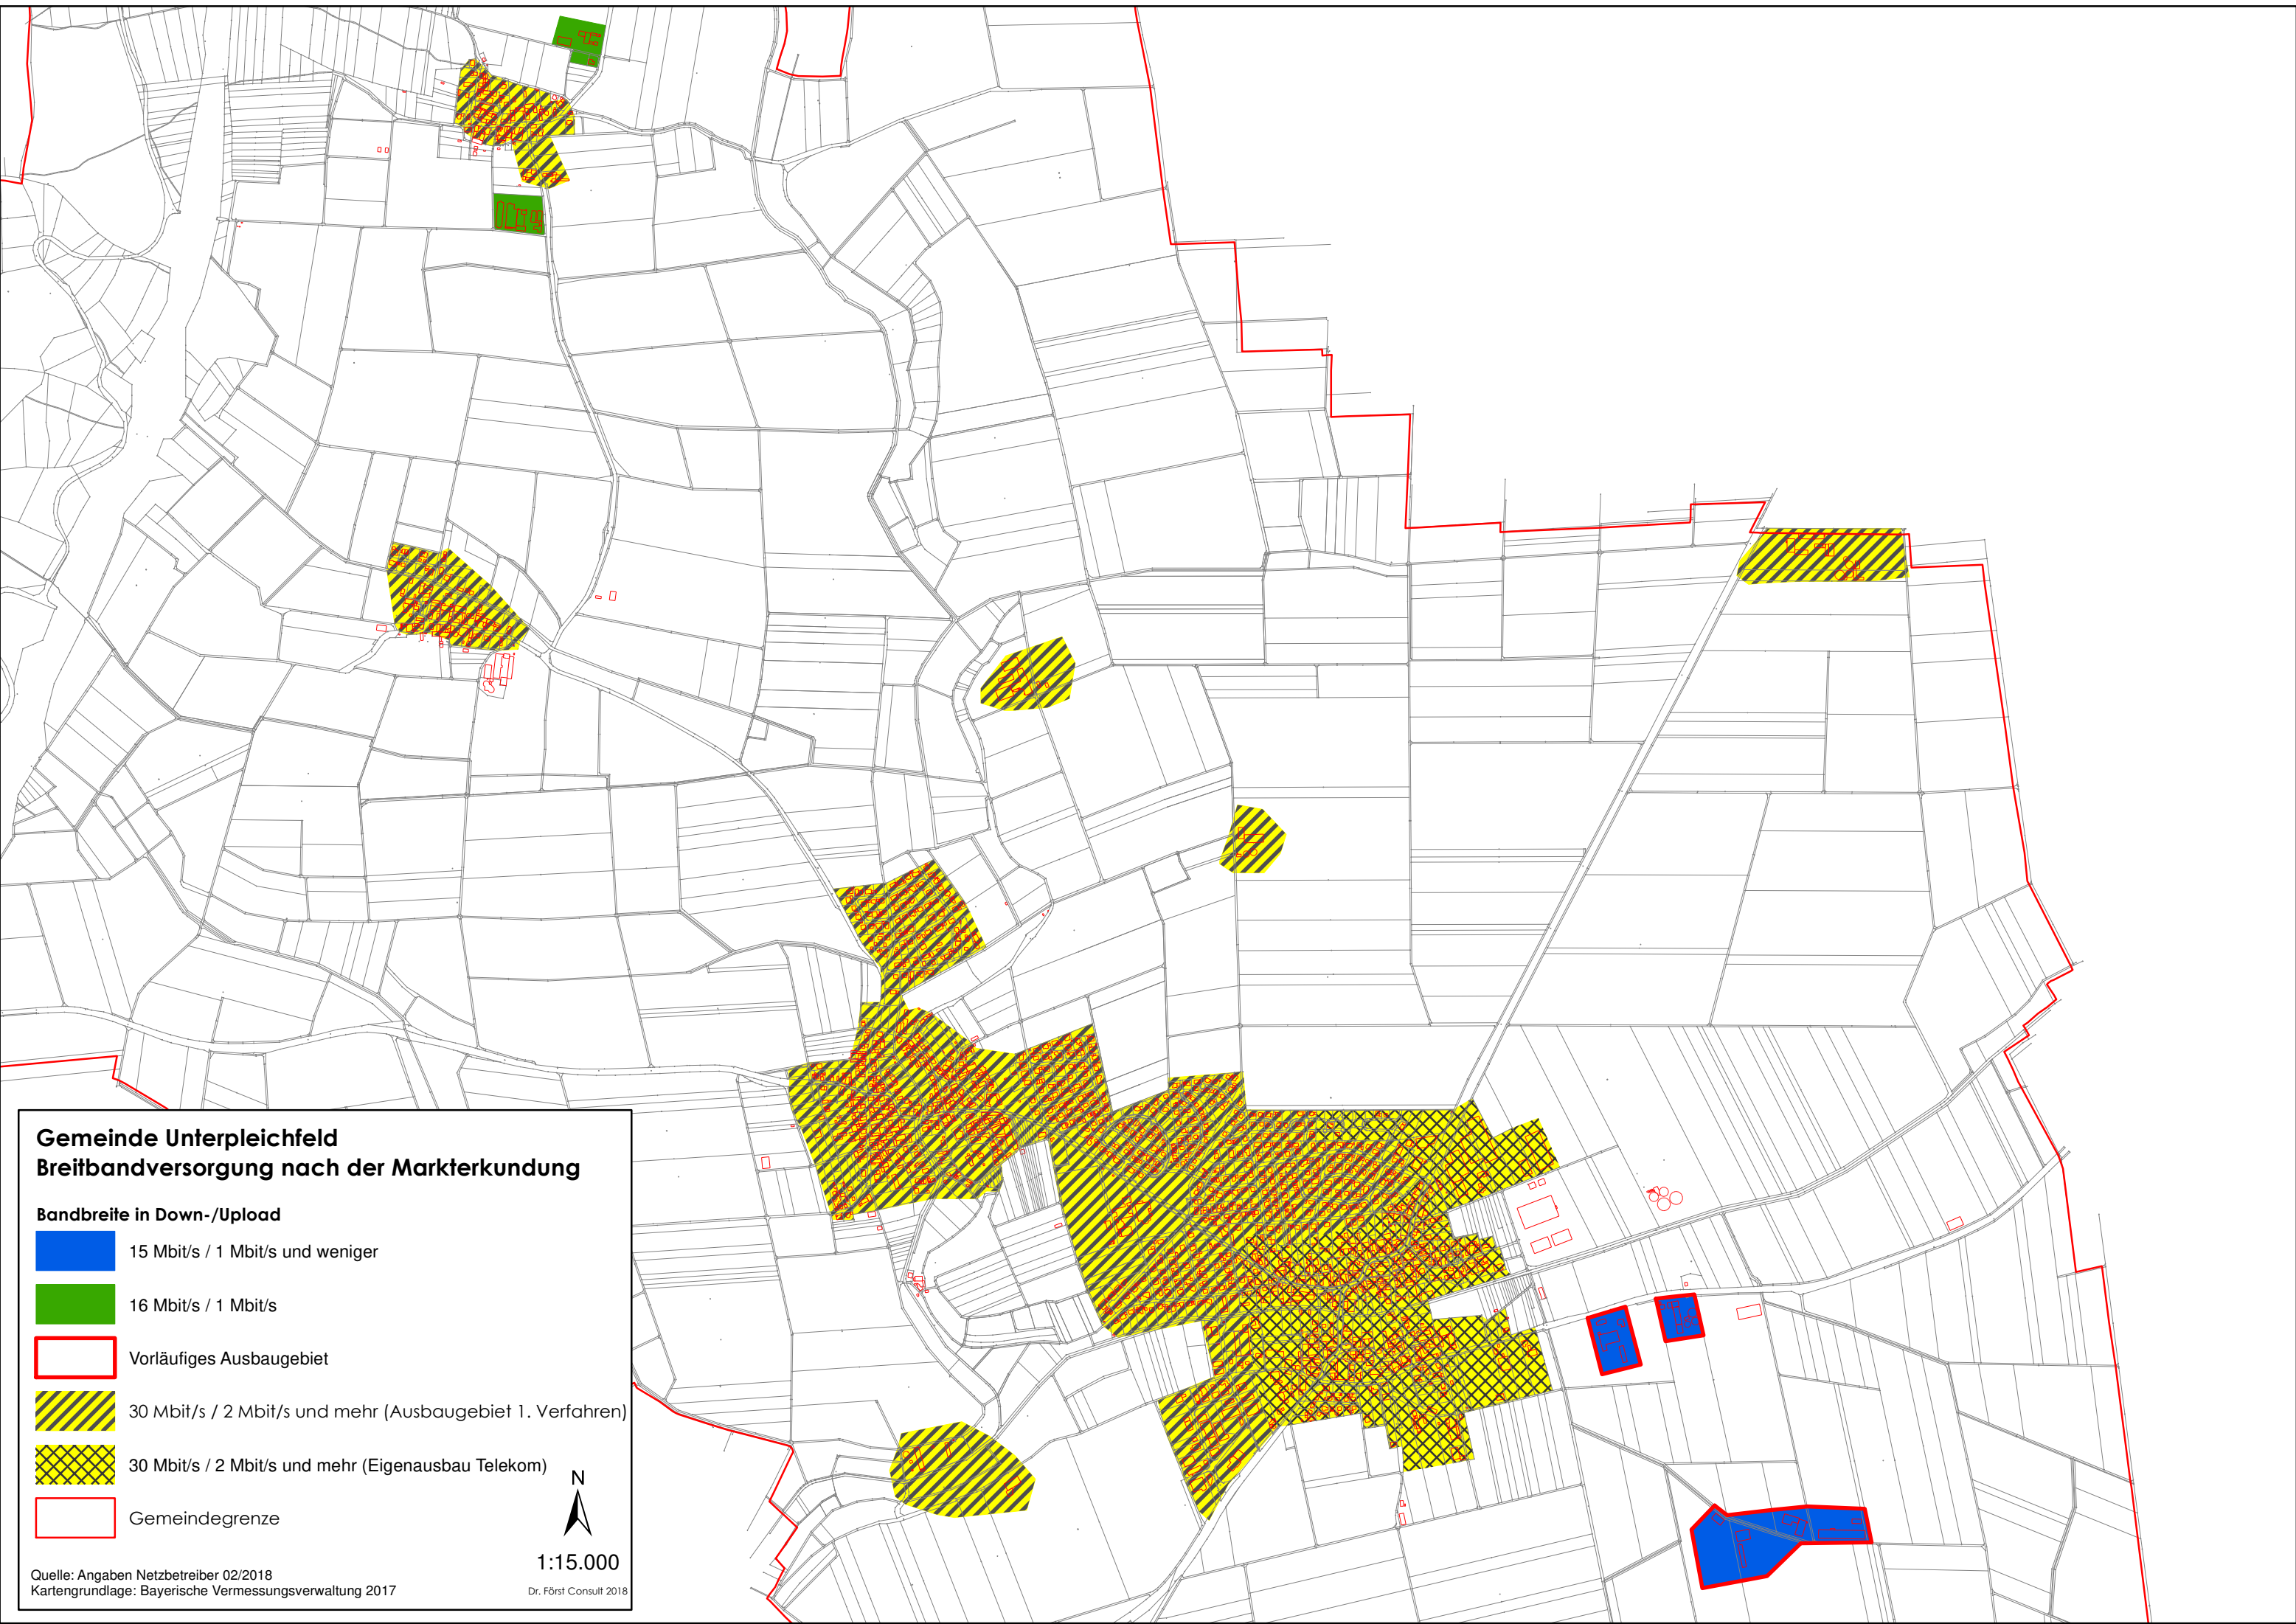 Gemeinde Unterpleichfeld
Breitbandversorgung nach der Markterkundung
Bandbreite in Down-/Upload
15 Mbit/s / 1 Mbit/s und weniger
16 Mbit/s / 1 Mbit/s
Vorläufiges Ausbaugebiet
30 Mbit/s / 2 Mbit/s und mehr (Ausbaugebiet 1. Verfahren)
30 Mbit/s / 2 Mbit/s und mehr (Eigenausbau Telekom)
Gemeindegrenze
N
1:15.000
Quelle: Angaben Netzbetreiber 02/2018
Kartengrundlage: Bayerische Vermessungsverwaltung 2017
Dr. Först Consult 2018